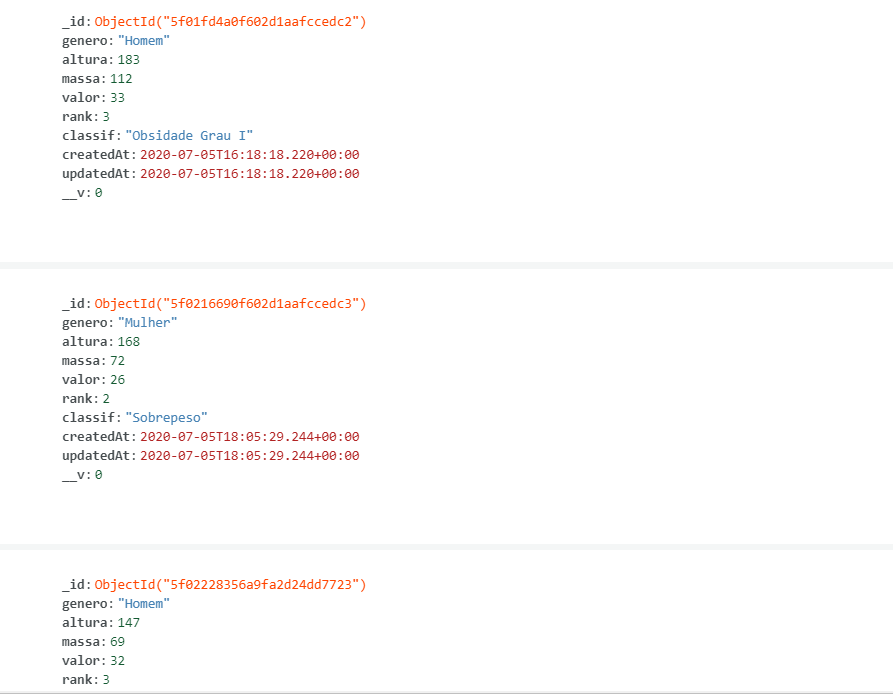 _id: ObjectId("5f01fd4a0f602d1aafccedc2")
genero: "Homem"
altura: 183
massa: 112
valor: 33
rank: 3
classif: "Obsidade Grau I"
createdAt: 2020-07-05T16:18:18.220+00:00
updatedAt: 2020-07-05T16:18:18.220+00:00
__v: 0
_id: ObjectId("5f0216690f602d1aafccedc3")
genero: "Mulher"
altura: 168
massa: 72
valor: 26
rank: 2
classif: "Sobrepeso"
createdAt: 2020-07-05T18:05:29.244+00:00
updatedAt: 2020-07-05T18:05:29.244+00:00
__v: 0
_id: ObjectId("5f02228356a9fa2d24dd7723")
genero: "Homem"
altura: 147
massa: 69
valor: 32
rank: 3